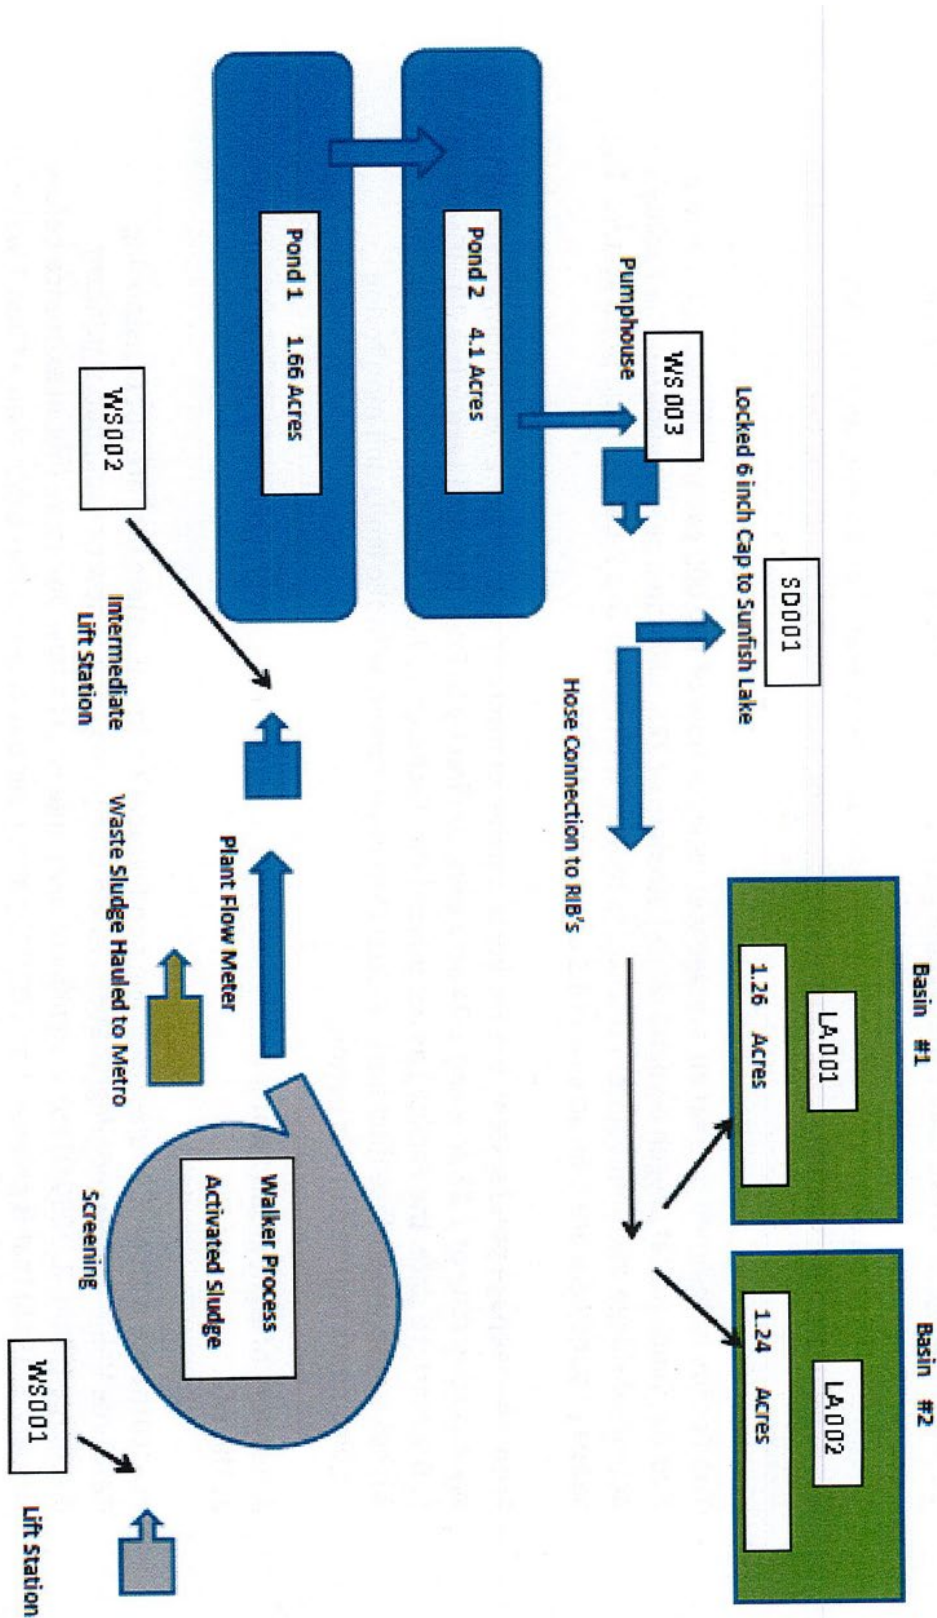 Basin #1
Basin #2
LA001
1.26 Acres
LA002
1.24 Acres
SD001
Locked 6 inch Cap to Sunfish Lake
WS003
Pumphouse
Hose Connection to RIB's
Pond 2 4.1 Acres
Pond 1 1.66 Acres
Walker Process
Activated Sludge
Plant Flow Meter
Waste Sludge Hauled to Metro
Intermediate
Lift Station
WS002
Screening
WS001
Lift Station